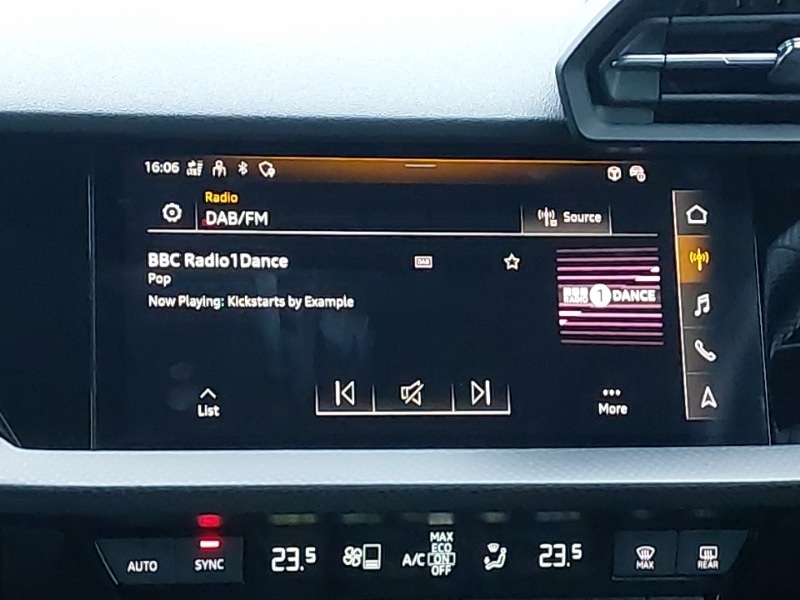 16:06
Radio
DAB/FM
Source
BBC Radio1Dance
DAB
Pop
Now Playing: Kickstarts by Example
BBC
RADIO 1 DANCE
List
More
AUTO
SYNC
23.5
A/C
MAX
ECO
ON
OFF
23.5
MAX
REAR